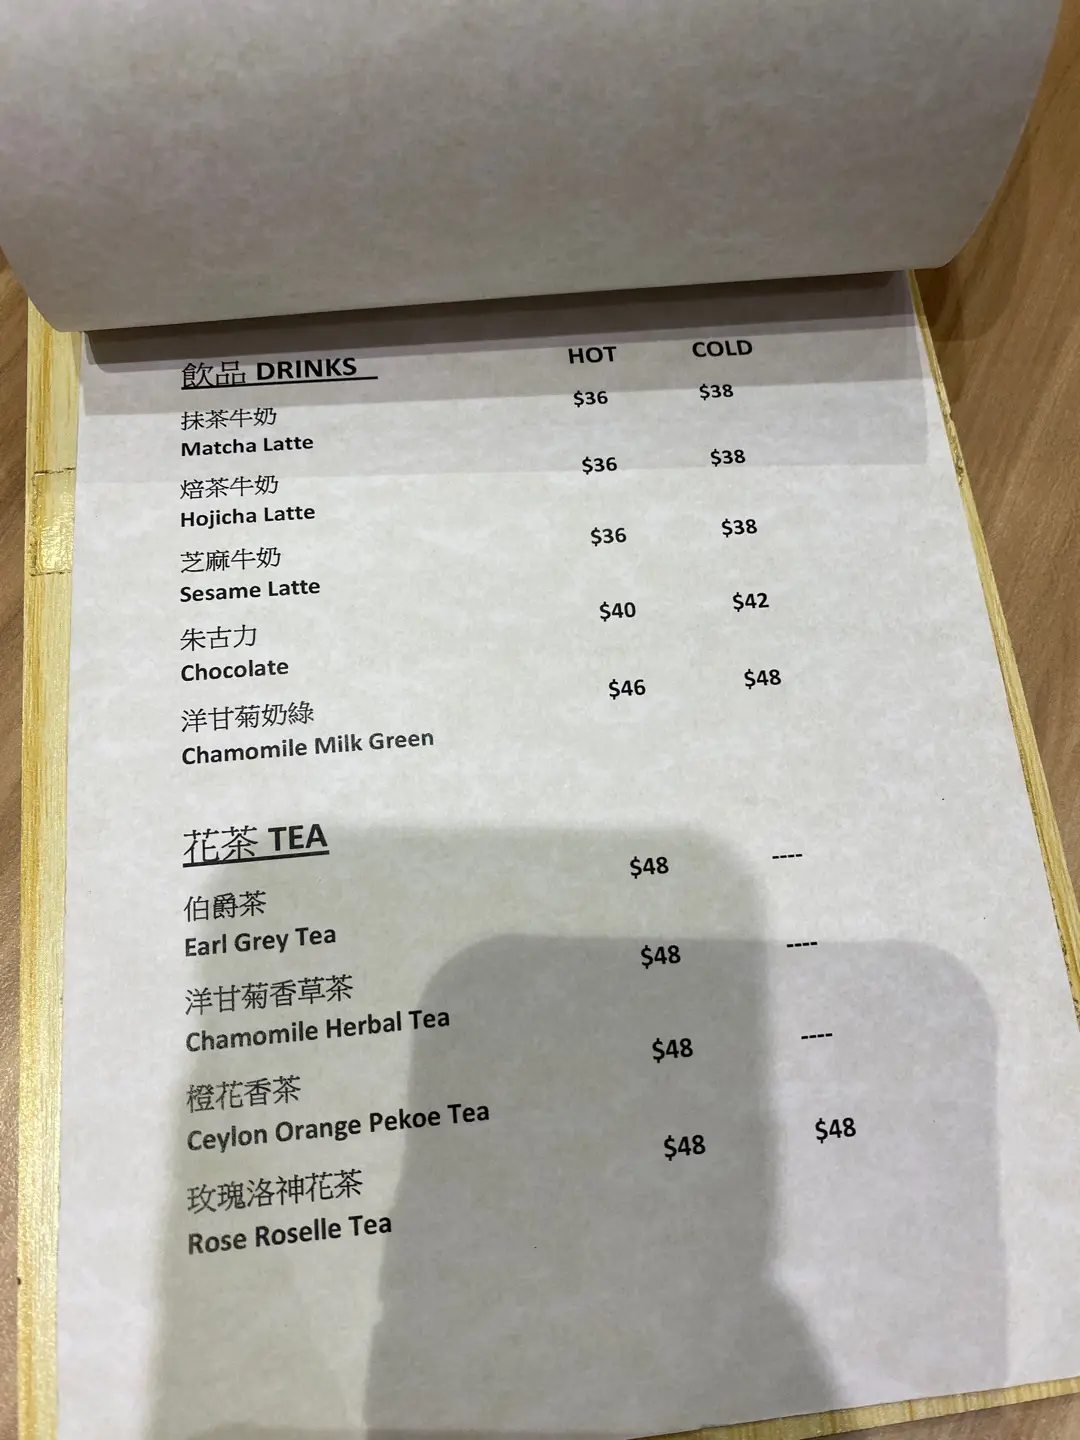 飲品 DRINKS HOT COLD
抹茶牛奶 $36 $38
Matcha Latte
焙茶牛奶 $36 $38
Hojicha Latte
芝麻牛奶 $36 $38
Sesame Latte
朱古力 $40 $42
Chocolate
洋甘菊奶綠 $46 $48
Chamomile Milk Green
花茶 TEA
伯爵茶 $48 ----
Earl Grey Tea
洋甘菊香草茶 $48 ----
Chamomile Herbal Tea
橙花香茶 $48 ----
Ceylon Orange Pekoe Tea
玫瑰洛神花茶 $48 $48
Rose Roselle Tea